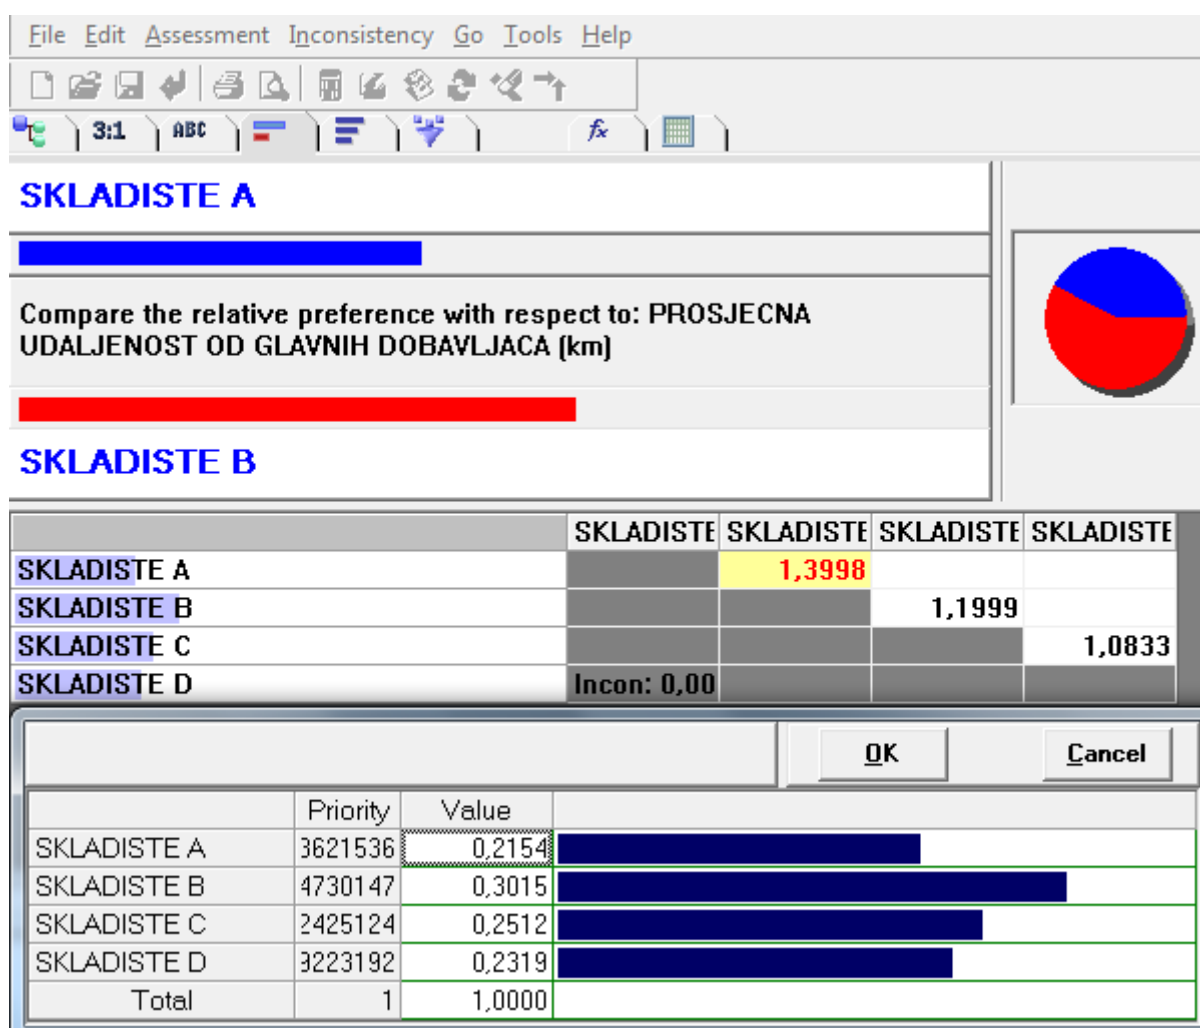 File Edit Assessment Inconsistency Go Tools Help
3:1 ABC fx
SKLADISTE A
Compare the relative preference with respect to: PROSJECNA
UDALJENOST OD GLAVNIH DOBAVLJACA (km)
SKLADISTE B
SKLADISTE SKLADISTE SKLADISTE SKLADISTE
SKLADISTE A 1,3998
SKLADISTE B 1,1999
SKLADISTE C 1,0833
SKLADISTE D Incon: 0,00
OK Cancel
Priority Value
SKLADISTE A 3621536 0,2154
SKLADISTE B 4730147 0,3015
SKLADISTE C 2425124 0,2512
SKLADISTE D 9223192 0,2319
Total 1 1,0000